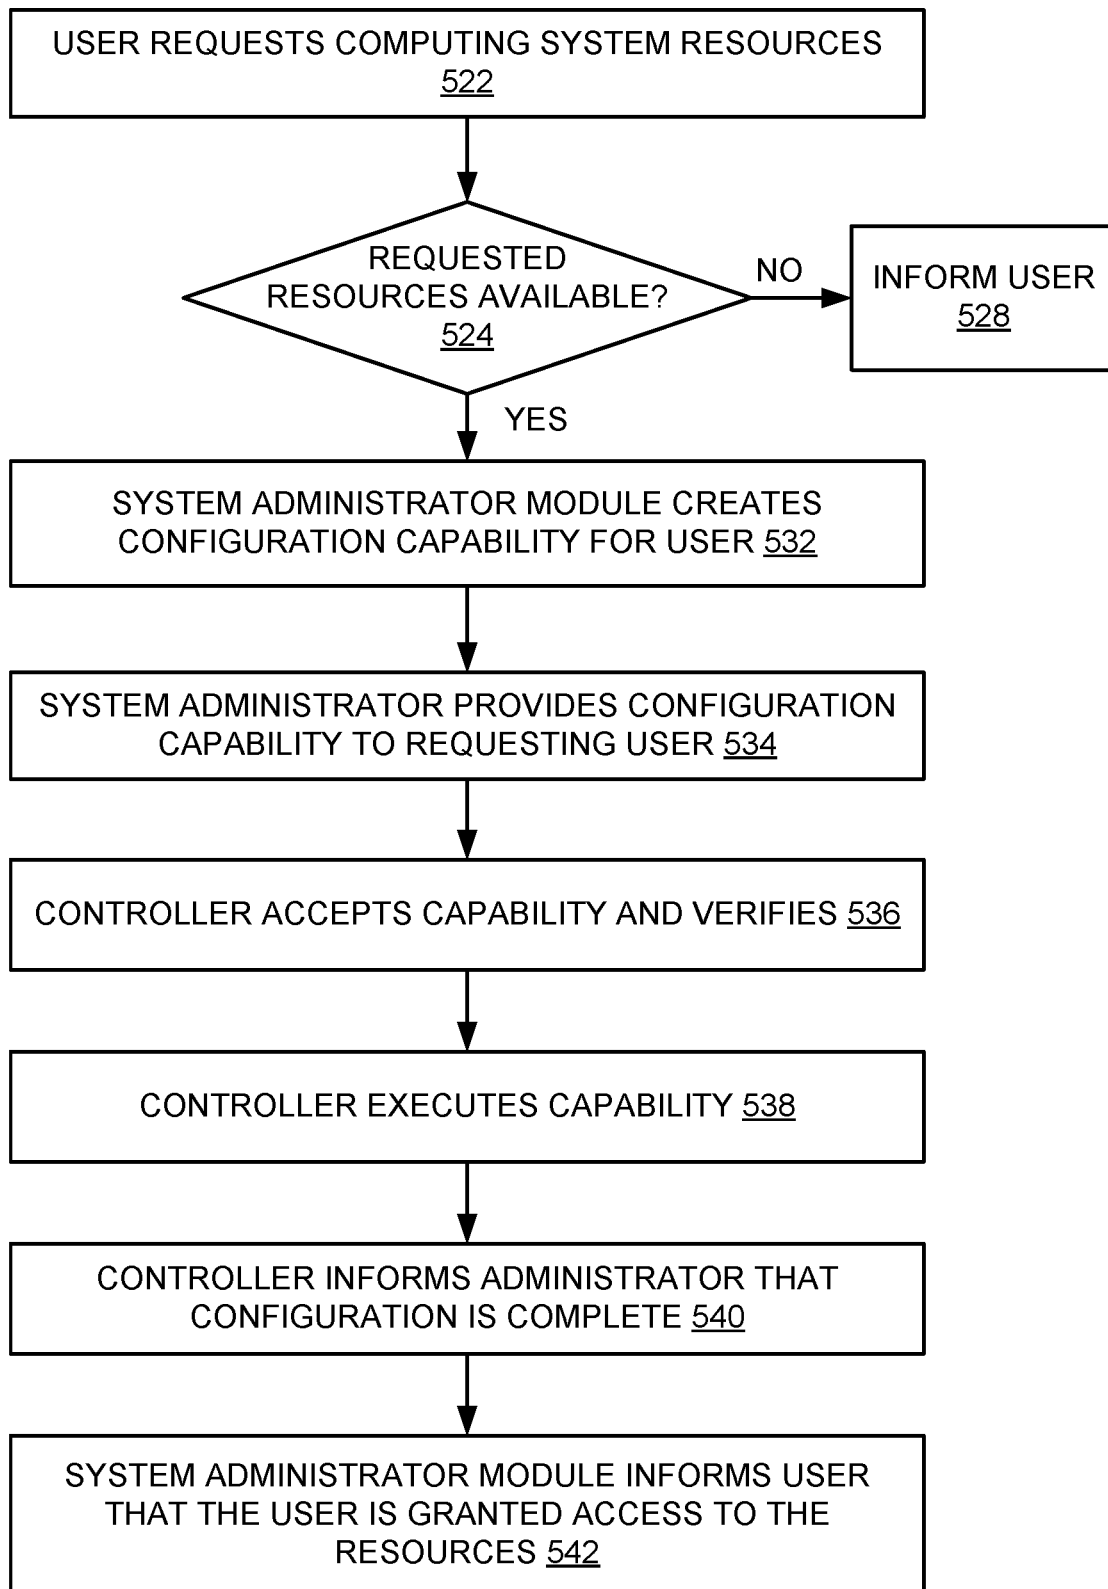 USER REQUESTS COMPUTING SYSTEM RESOURCES
522
REQUESTED
RESOURCES AVAILABLE?
524
NO
INFORM USER
528
YES
SYSTEM ADMINISTRATOR MODULE CREATES
CONFIGURATION CAPABILITY FOR USER 532
SYSTEM ADMINISTRATOR PROVIDES CONFIGURATION
CAPABILITY TO REQUESTING USER 534
CONTROLLER ACCEPTS CAPABILITY AND VERIFIES 536
CONTROLLER EXECUTES CAPABILITY 538
CONTROLLER INFORMS ADMINISTRATOR THAT
CONFIGURATION IS COMPLETE 540
SYSTEM ADMINISTRATOR MODULE INFORMS USER
THAT THE USER IS GRANTED ACCESS TO THE
RESOURCES 542